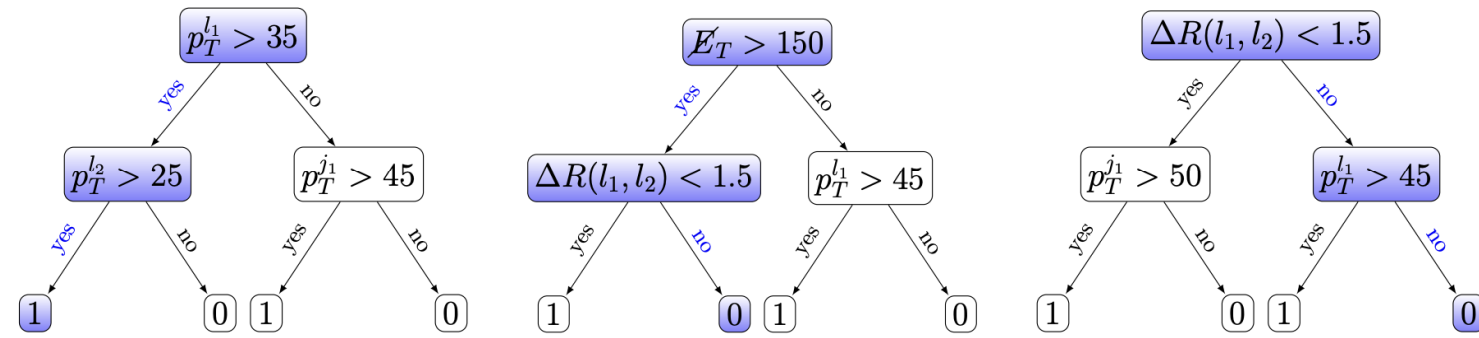 $p_T^{l_1} > 35$
yes no
$p_T^{l_2} > 25$ $p_T^{j_1} > 45$
yes no yes no
1 0 1 0
$\not{E}_T > 150$
yes no
$\Delta R(l_1, l_2) < 1.5$ $p_T^{l_1} > 45$
yes no yes no
1 0 1 0
$\Delta R(l_1, l_2) < 1.5$
yes no
$p_T^{j_1} > 50$ $p_T^{l_1} > 45$
yes no yes no
1 0 1 0